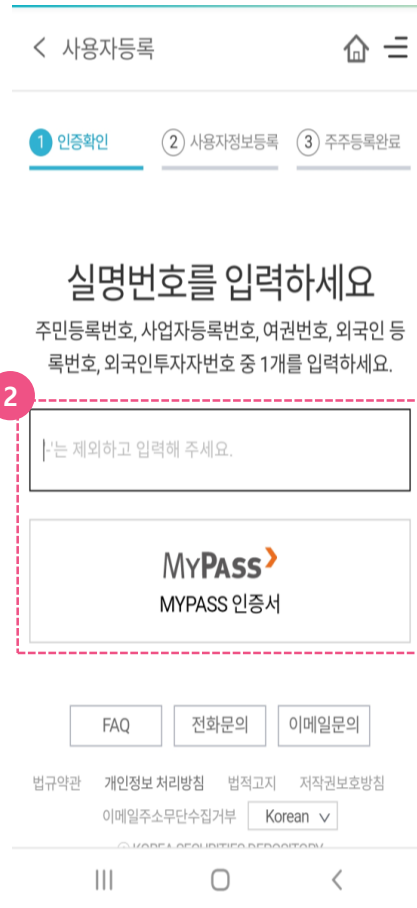 사용자등록
1 인증확인 2 사용자정보등록 3 주주등록완료
실명번호를 입력하세요
주민등록번호, 사업자등록번호, 여권번호, 외국인 등
록번호, 외국인투자자번호 중 1개를 입력하세요.
2
'-'는 제외하고 입력해 주세요.
MYPASS
MYPASS 인증서
FAQ 전화문의 이메일문의
법규약관 개인정보 처리방침 법적고지 저작권보호방침
이메일주소무단수집거부 Korean
KOREA SECURITIES DEPOSITORY